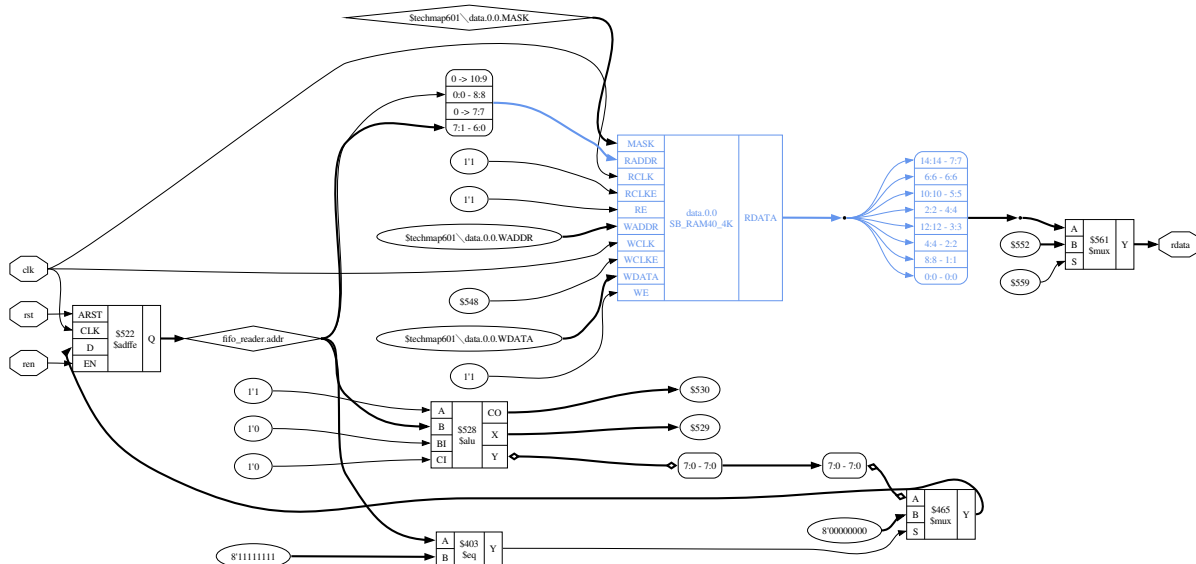 $techmap601\data.0.0.MASK
0 -> 10:9
0:0 - 8:8
0 -> 7:7
7:1 - 6:0
1'1
1'1
$techmap601\data.0.0.WADDR
$548
$techmap601\data.0.0.WDATA
1'1
MASK
RADDR
RCLK
RCLKE
RE
WADDR
WCLK
WCLKE
WDATA
WE
data.0.0
SB_RAM40_4K
RDATA
14:14 - 7:7
6:6 - 6:6
10:10 - 5:5
2:2 - 4:4
12:12 - 3:3
4:4 - 2:2
8:8 - 1:1
0:0 - 0:0
$552
$559
A
B
S
$561
$mux
Y
rdata
clk
rst
ren
ARST
CLK
D
EN
$522
$adffe
Q
fifo_reader.addr
1'1
1'0
1'0
A
B
BI
CI
$528
$alu
CO
X
Y
$530
$529
7:0 - 7:0
7:0 - 7:0
8'11111111
A
B
$403
$eq
Y
8'00000000
A
B
S
$465
$mux
Y